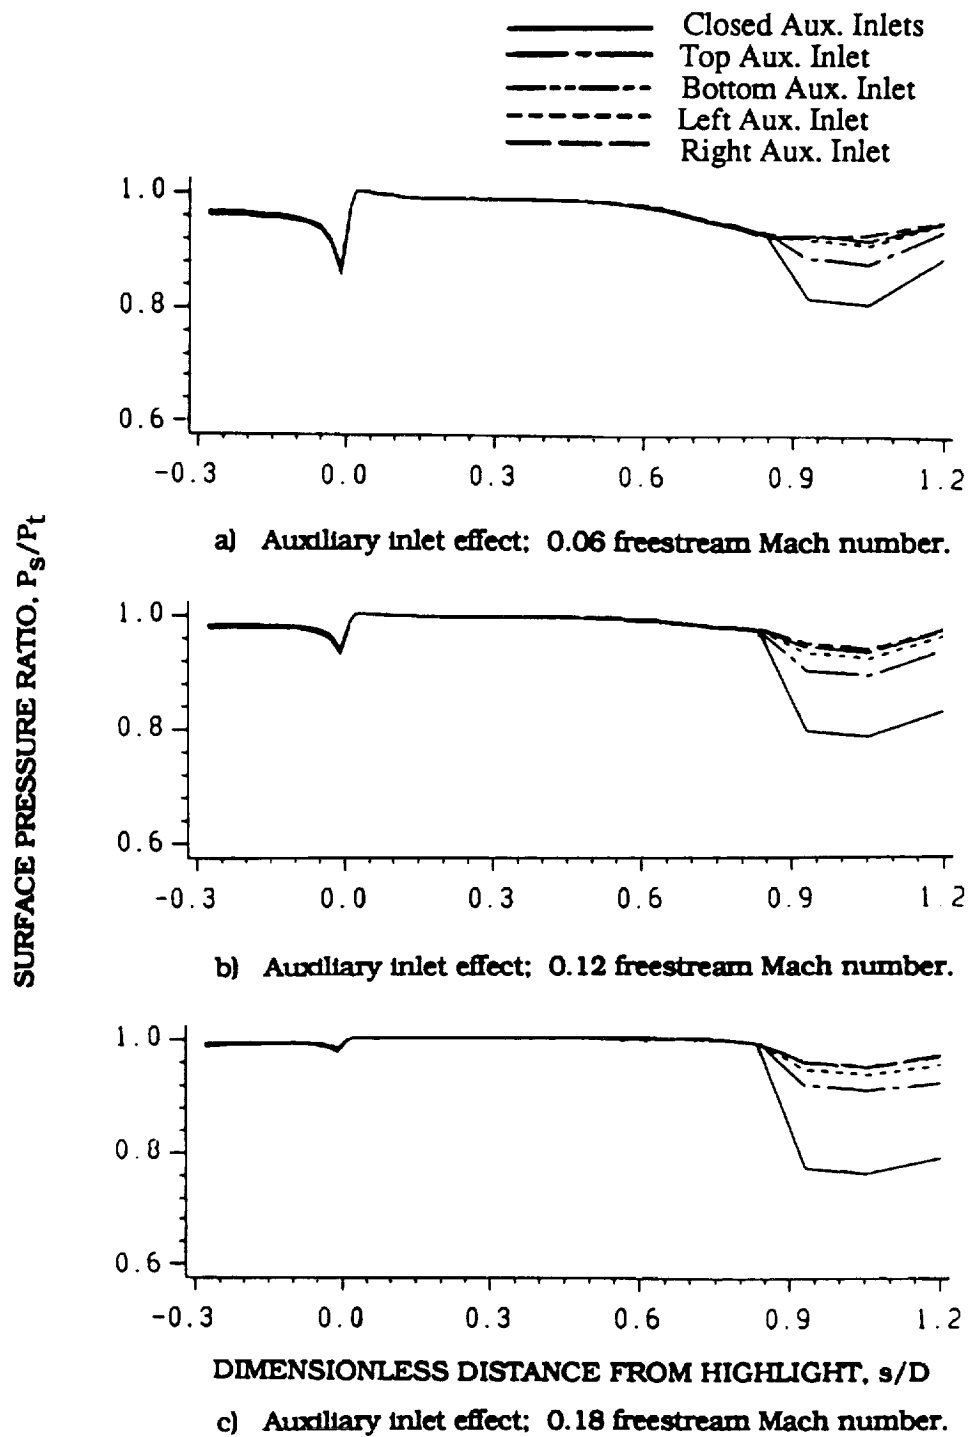 Closed Aux. Inlets
Top Aux. Inlet
Bottom Aux. Inlet
Left Aux. Inlet
Right Aux. Inlet
1.0
0.8
0.6
-0.3 0.0 0.3 0.6 0.9 1.2
a) Auxiliary inlet effect; 0.06 freestream Mach number.
SURFACE PRESSURE RATIO, Ps/Pt
1.0
0.8
0.6
-0.3 0.0 0.3 0.6 0.9 1.2
b) Auxiliary inlet effect; 0.12 freestream Mach number.
1.0
0.8
0.6
-0.3 0.0 0.3 0.6 0.9 1.2
DIMENSIONLESS DISTANCE FROM HIGHLIGHT, s/D
c) Auxiliary inlet effect; 0.18 freestream Mach number.